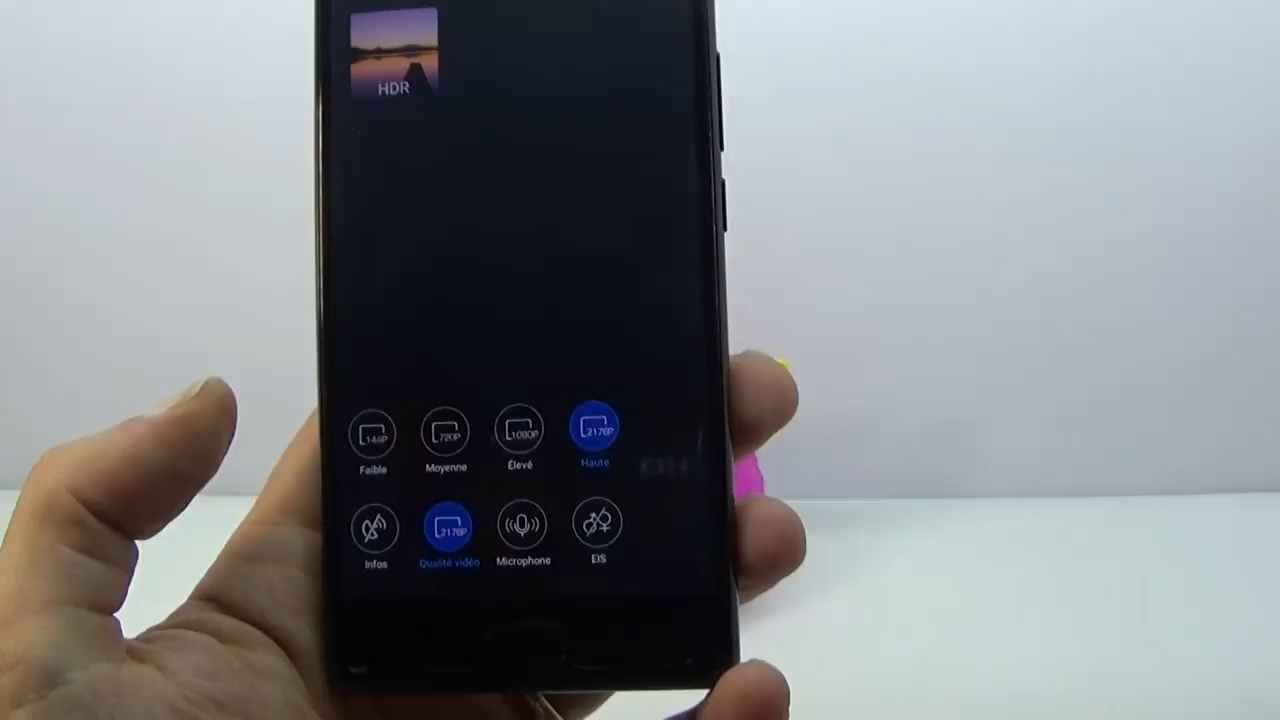 HDR
144P 720P 1080P 2176P
Faible Moyenne Élevé Haute
2176P
Infos Qualité vidéo Microphone EIS